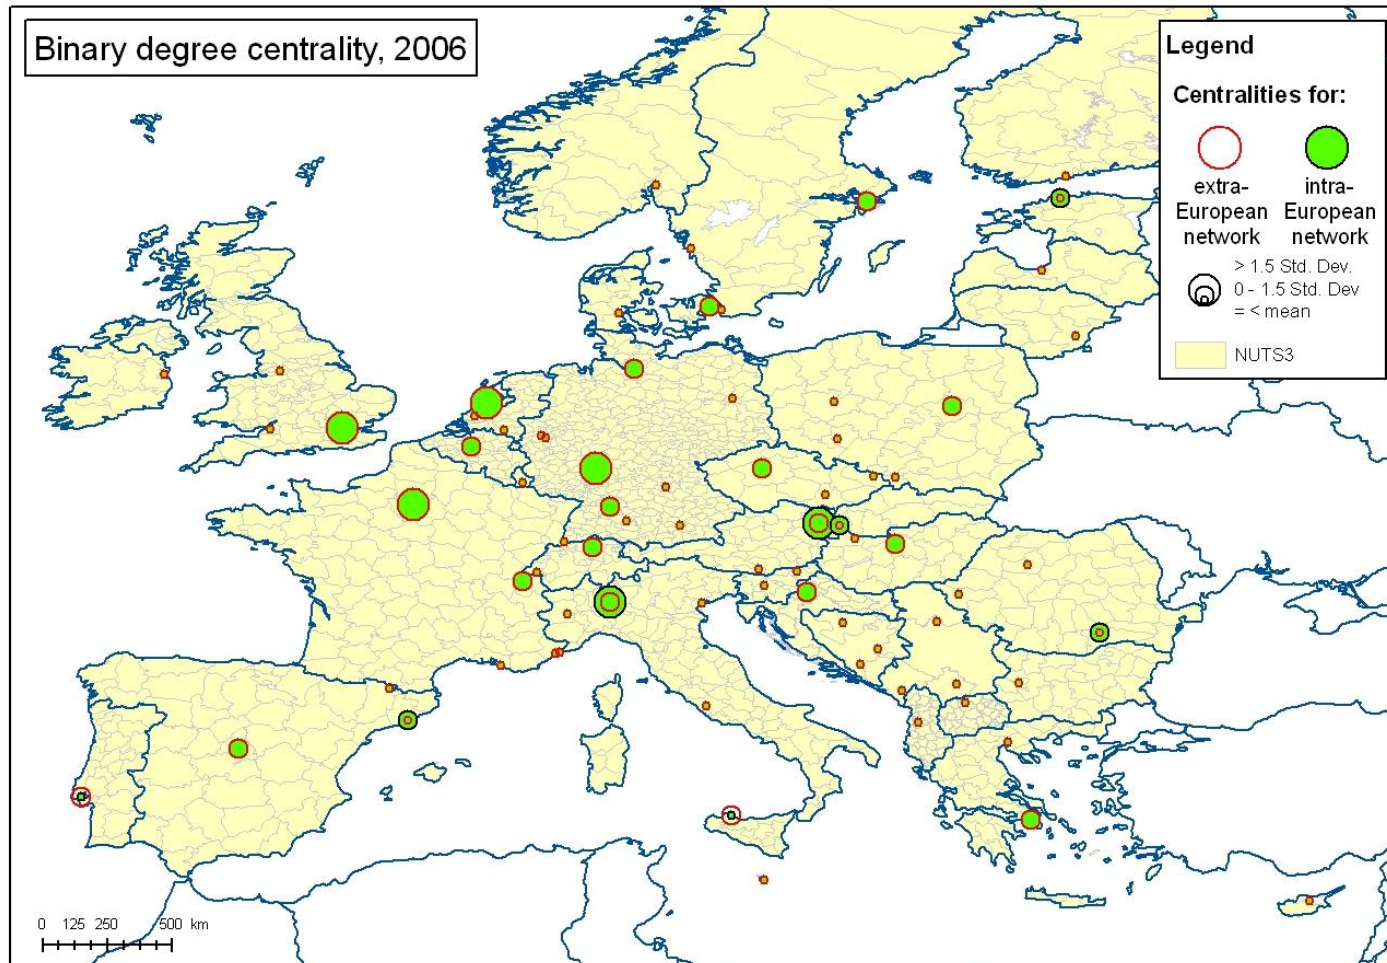 Binary degree centrality, 2006
Legend
Centralities for:
extra-
European
network
intra-
European
network
> 1.5 Std. Dev.
0 - 1.5 Std. Dev
= < mean
NUTS3
0 125 250 500 km